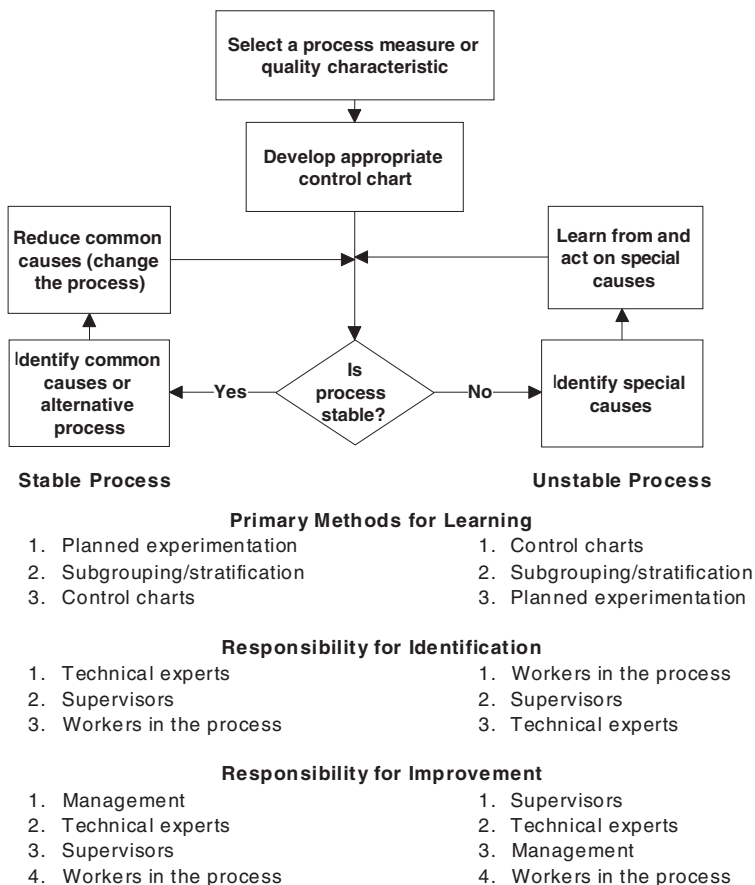 Select a process measure or
quality characteristic
Develop appropriate
control chart
Reduce common
causes (change
the process)
Learn from and
act on special
causes
Identify common
causes or
alternative
process
Yes
Is
process
stable?
No
Identify special
causes
Stable Process
Unstable Process
Primary Methods for Learning
1. Planned experimentation
2. Subgrouping/stratification
3. Control charts
1. Control charts
2. Subgrouping/stratification
3. Planned experimentation
Responsibility for Identification
1. Technical experts
2. Supervisors
3. Workers in the process
1. Workers in the process
2. Supervisors
3. Technical experts
Responsibility for Improvement
1. Management
2. Technical experts
3. Supervisors
4. Workers in the process
1. Supervisors
2. Technical experts
3. Management
4. Workers in the process